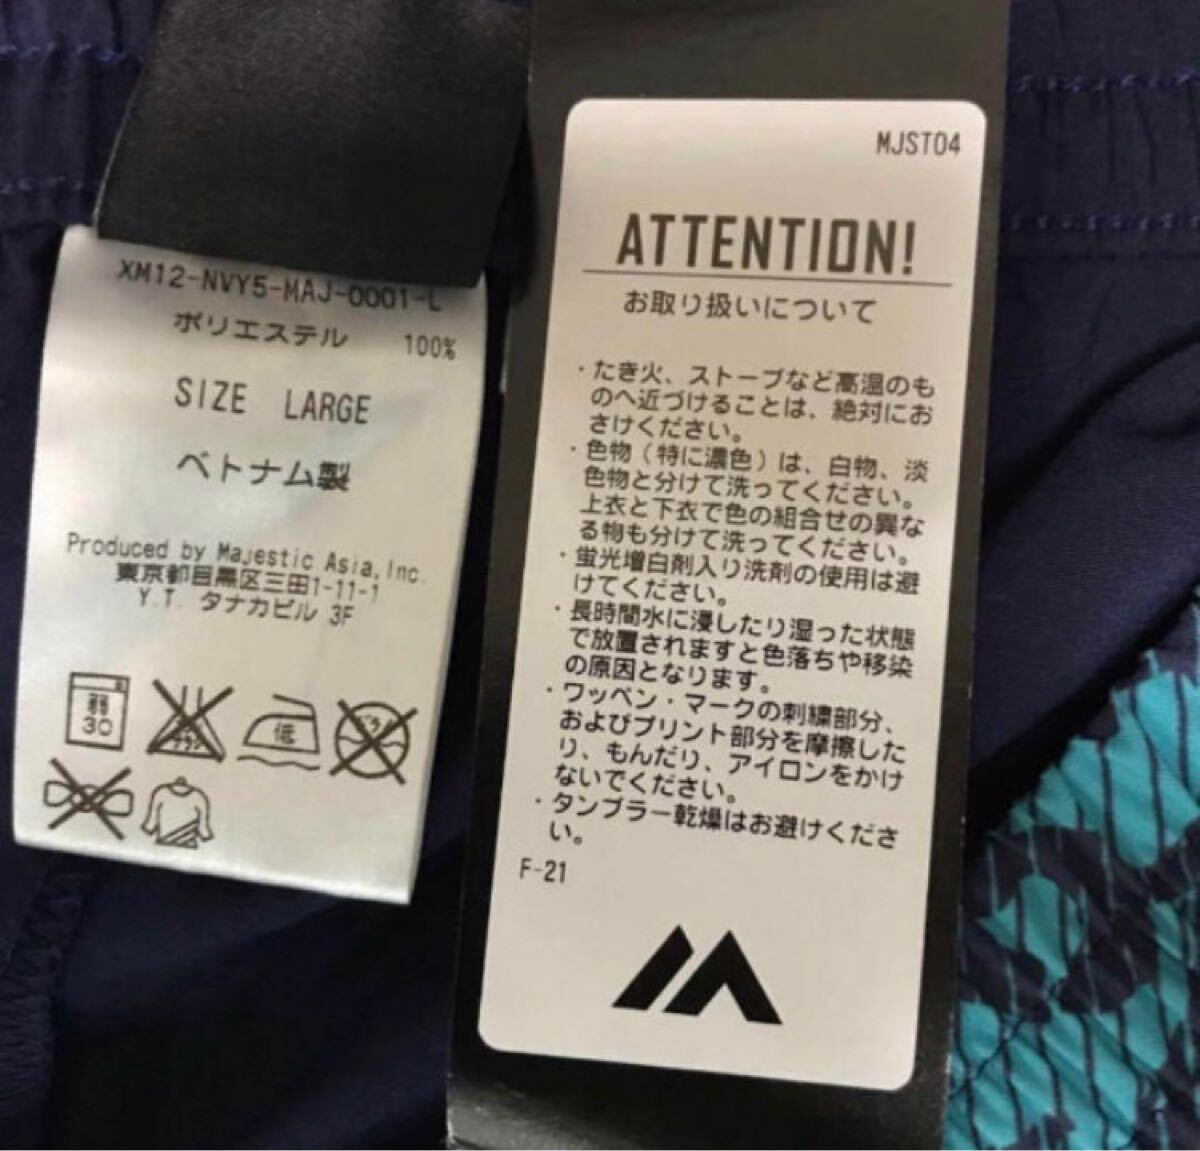 XM12-NVY5-MAJ-0001-L
ポリエステル 100%
SIZE LARGE
ベトナム製
Produced by Majestic Asia,Inc.
東京都目黒区三田1-11-1
Y.T. タナカビル 3F
弱
30
エンソ
サラシ
低
ドライ
MJST04
ATTENTION!
お取り扱いについて
・たき火、ストーブなど高温のも
のへ近づけることは、絶対にお
さけください。
・色物(特に濃色)は、白物、淡
色物と分けて洗ってください。
上衣と下衣で色の組合せの異な
る物も分けて洗ってください。
・蛍光増白剤入り洗剤の使用は避
けてください。
・長時間水に浸したり湿った状態
で放置されますと色落ちや移染
の原因となります。
・ワッペン・マークの刺繍部分、
およびプリント部分を摩擦した
り、もんだり、アイロンをかけ
ないでください。
・タンブラー乾燥はお避けくださ
い。
F-21